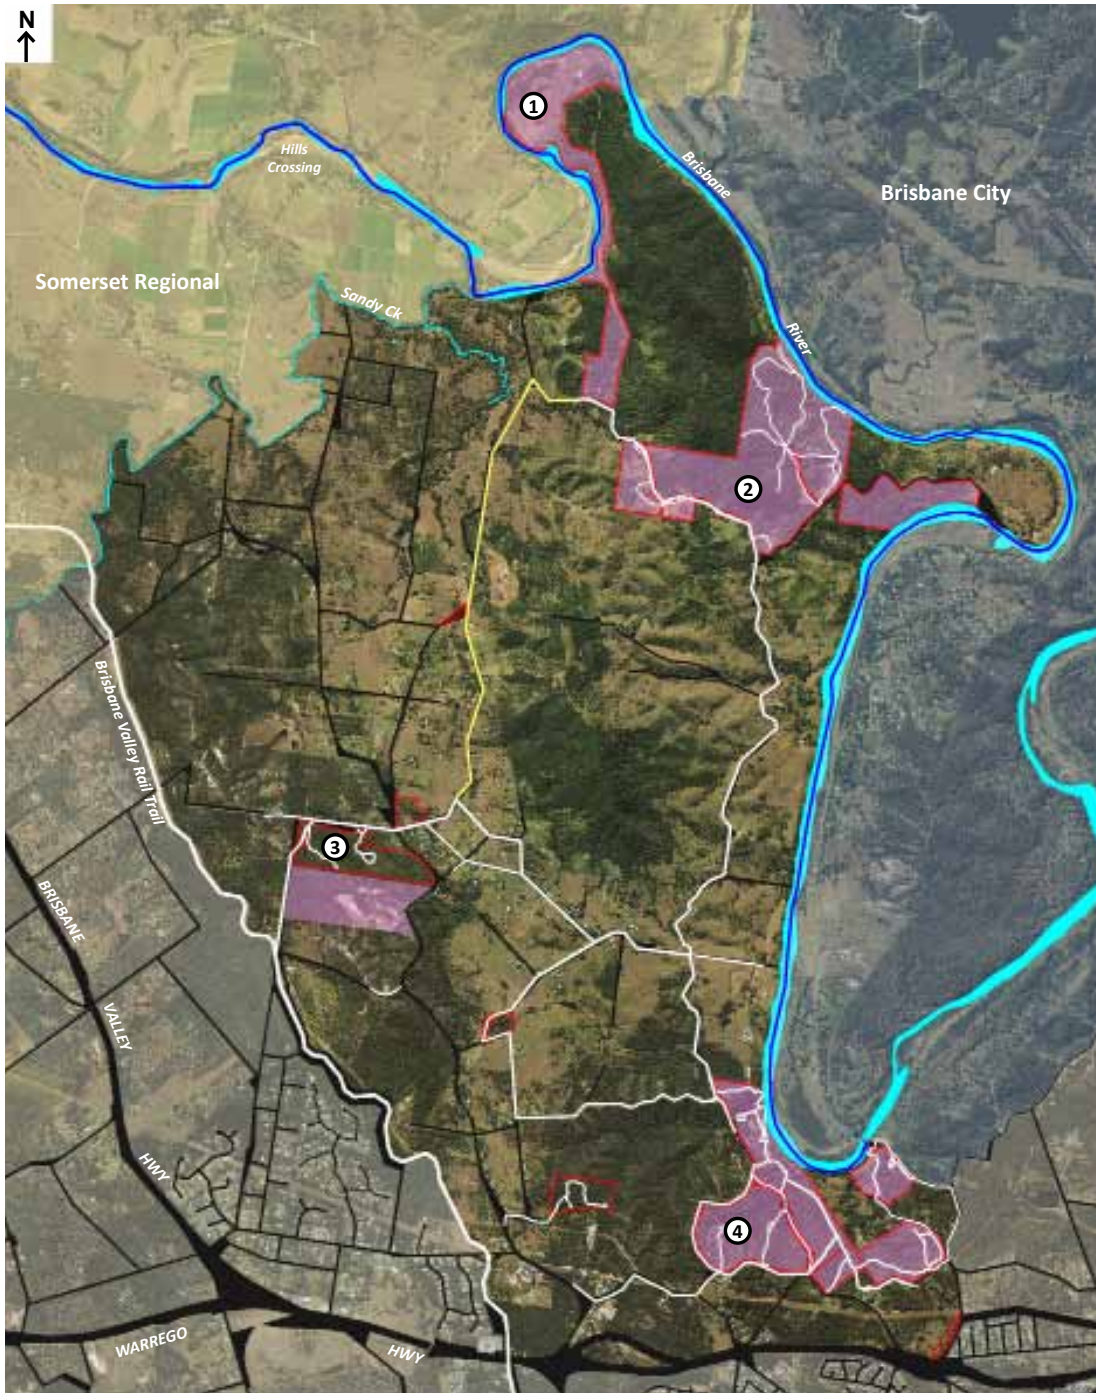 N
1
Hills
Crossing
Brisbane
Brisbane City
Somerset Regional
Sandy Ck
River
2
Brisbane Valley Rail Trail
3
BRISBANE
VALLEY
HWY
4
WARREGO
HWY